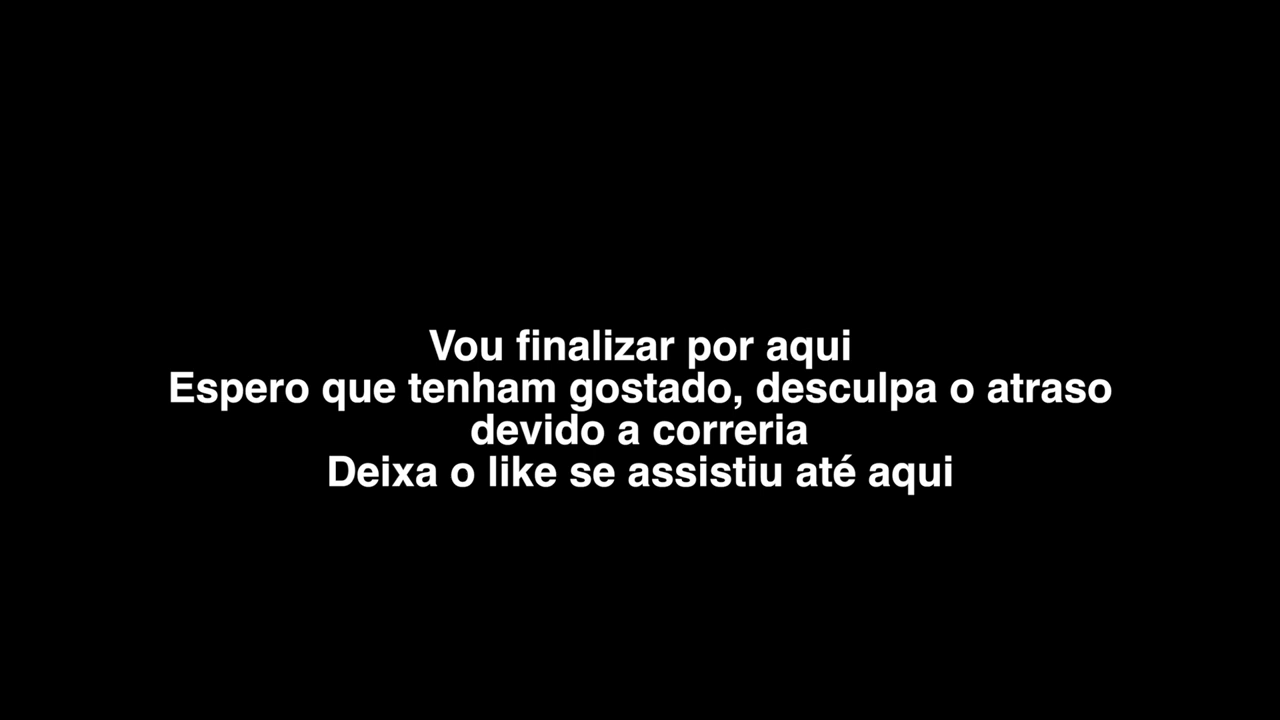 Vou finalizar por aqui
Espero que tenham gostado, desculpa o atraso
devido a correria
Deixa o like se assistiu até aqui